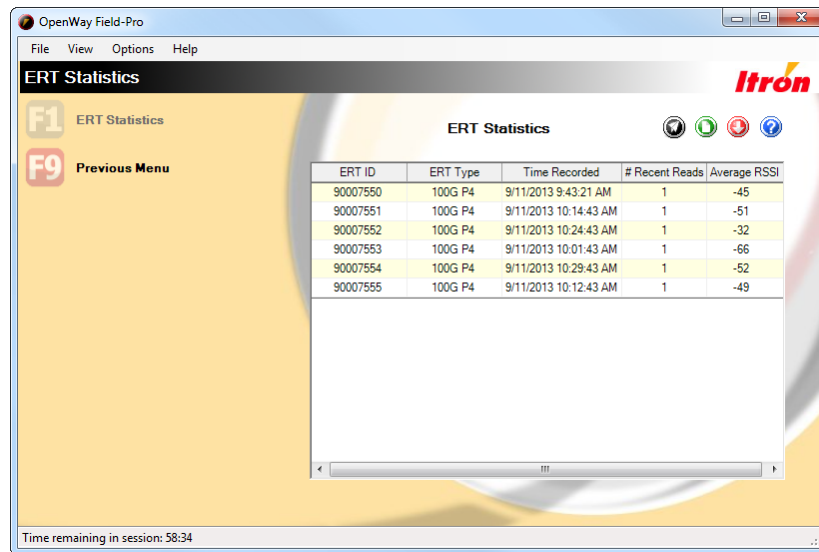 OpenWay Field-Pro
File View Options Help
ERT Statistics
Itrón
F1 ERT Statistics
F9 Previous Menu
ERT Statistics
ERT ID ERT Type Time Recorded # Recent Reads Average RSSI
90007550 100G P4 9/11/2013 9:43:21 AM 1 -45
90007551 100G P4 9/11/2013 10:14:43 AM 1 -51
90007552 100G P4 9/11/2013 10:24:43 AM 1 -32
90007553 100G P4 9/11/2013 10:01:43 AM 1 -66
90007554 100G P4 9/11/2013 10:29:43 AM 1 -52
90007555 100G P4 9/11/2013 10:12:43 AM 1 -49
Time remaining in session: 58:34